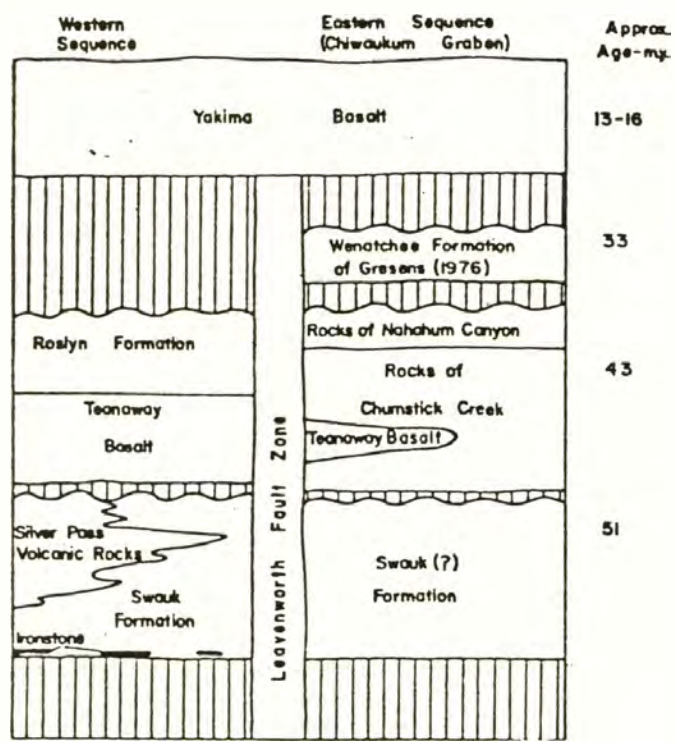 Western
Sequence
Eastern Sequence
(Chiwaukum Graben)
Approx.
Age-my.
Yakima Basalt
13-16
Wenatchee Formation
of Gresens (1976)
33
Rocks of Nahahum Canyon
Roslyn Formation
Rocks of
Chumstick Creek
43
Teanaway
Basalt
Teanaway Basalt
Silver Pass
Volcanic Rocks
Swauk
Formation
Ironstone
Swauk (?)
Formation
51
Leavenworth Fault Zone